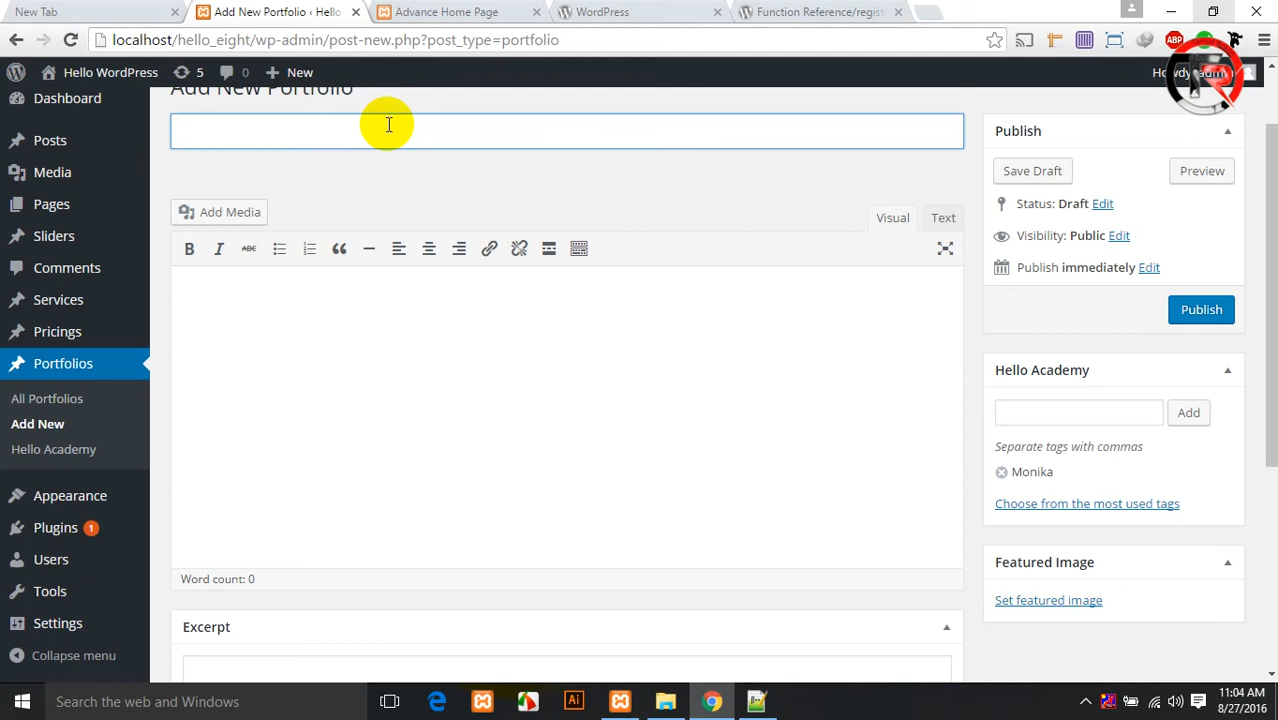 New Tab
Add New Portfolio ‹ Hello
Advance Home Page
WordPress
Function Reference/regist
localhost/hello_eight/wp-admin/post-new.php?post_type=portfolio
ABP
Hello WordPress
5
0
New
Howdy, admin
Dashboard
Posts
Media
Pages
Sliders
Comments
Services
Pricings
Portfolios
All Portfolios
Add New
Hello Academy
Appearance
Plugins 1
Users
Tools
Settings
Collapse menu
Add New Portfolio
Add Media
Visual
Text
B I ABC
Word count: 0
Excerpt
Publish
Save Draft
Preview
Status: Draft Edit
Visibility: Public Edit
Publish immediately Edit
Publish
Hello Academy
Add
Separate tags with commas
Monika
Choose from the most used tags
Featured Image
Set featured image
Search the web and Windows
Ai
11:04 AM
8/27/2016